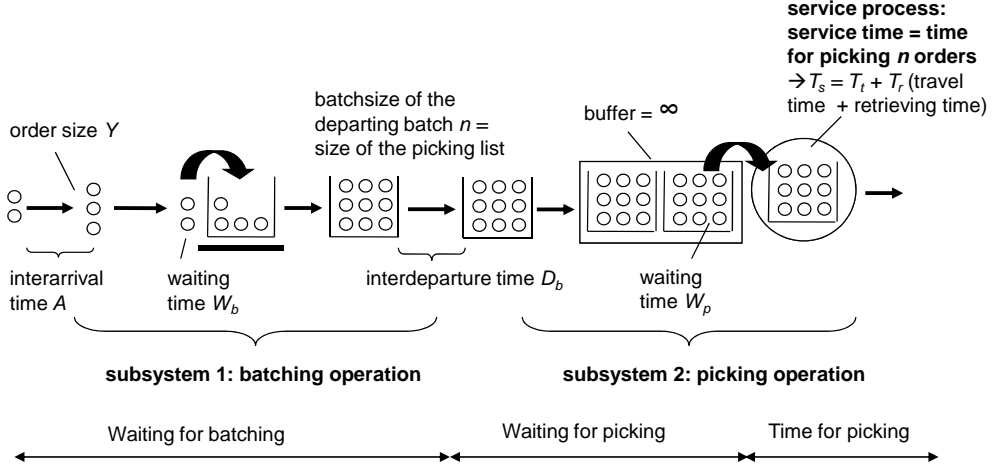 service process:
service time = time
for picking n orders
→Ts = Tt + Tr (travel
time + retrieving time)
batchsize of the
departing batch n =
size of the picking list
buffer = ∞
order size Y
interarrival
time A
waiting
time Wb
interdeparture time Db
waiting
time Wp
subsystem 1: batching operation
subsystem 2: picking operation
Waiting for batching
Waiting for picking
Time for picking